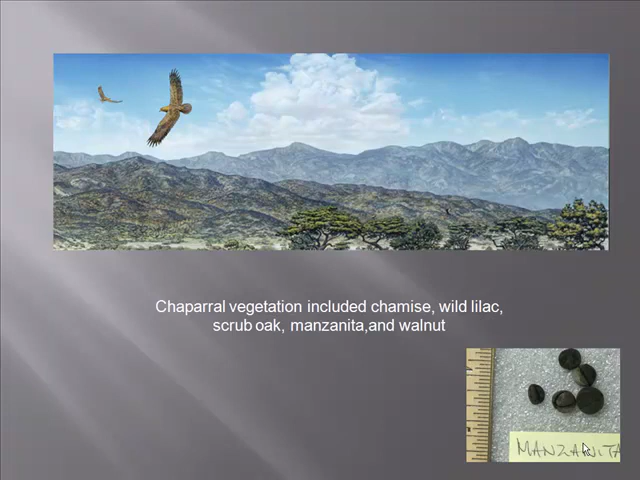 Chaparral vegetation included chamise, wild lilac,
scrub oak, manzanita,and walnut
MANZANITA